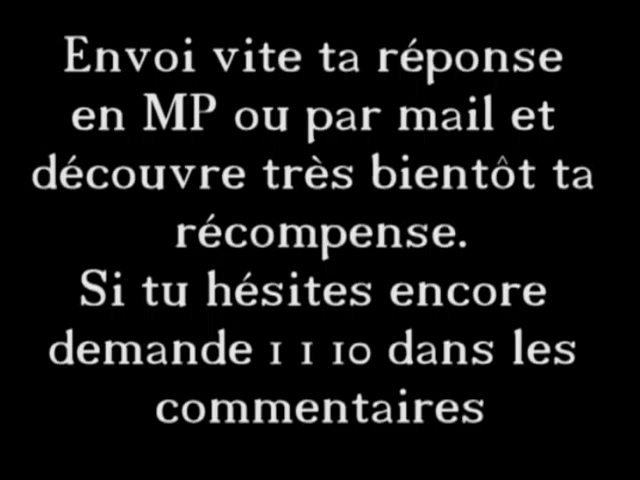 Envoi vite ta réponse
en MP ou par mail et
découvre très bientôt ta
récompense.
Si tu hésites encore
demande 1 1 10 dans les
commentaires